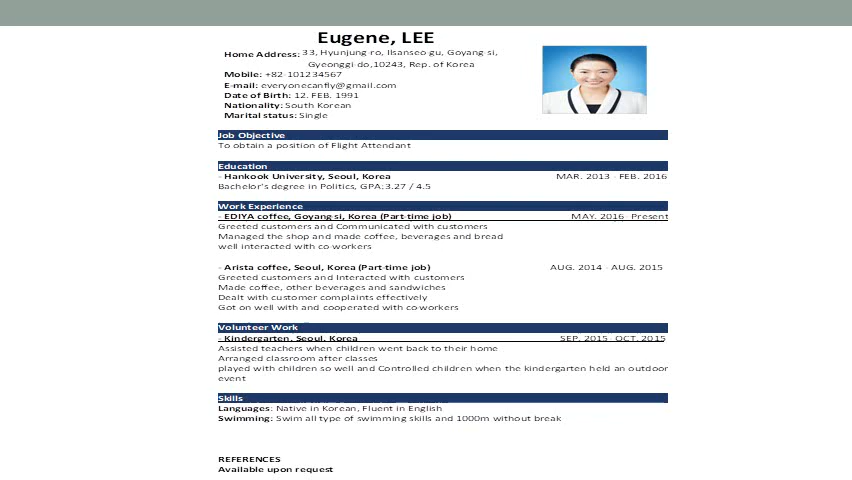 Eugene, LEE
Home Address: 33, Hyunjung-ro, Ilsanseo-gu, Goyang-si,
Gyeonggi-do,10243, Rep. of Korea
Mobile: +82-101234567
E-mail: everyonecanfly@gmail.com
Date of Birth: 12. FEB. 1991
Nationality: South Korean
Marital status: Single
Job Objective
To obtain a position of Flight Attendant
Education
- Hankook University, Seoul, Korea MAR. 2013 - FEB. 2016
Bachelor's degree in Politics, GPA:3.27 / 4.5
Work Experience
- EDIYA coffee, Goyang-si, Korea (Part-time job) MAY. 2016- Present
Greeted customers and Communicated with customers
Managed the shop and made coffee, beverages and bread
well interacted with co-workers
- Arista coffee, Seoul, Korea (Part-time job) AUG. 2014 - AUG. 2015
Greeted customers and Interacted with customers
Made coffee, other beverages and sandwiches
Dealt with customer complaints effectively
Got on well with and cooperated with co-workers
Volunteer Work
- Kindergarten, Seoul, Korea SEP. 2015- OCT. 2015
Assisted teachers when children went back to their home
Arranged classroom after classes
played with children so well and Controlled children when the kindergarten held an outdoor
event
Skills
Languages: Native in Korean, Fluent in English
Swimming: Swim all type of swimming skills and 1000m without break
REFERENCES
Available upon request